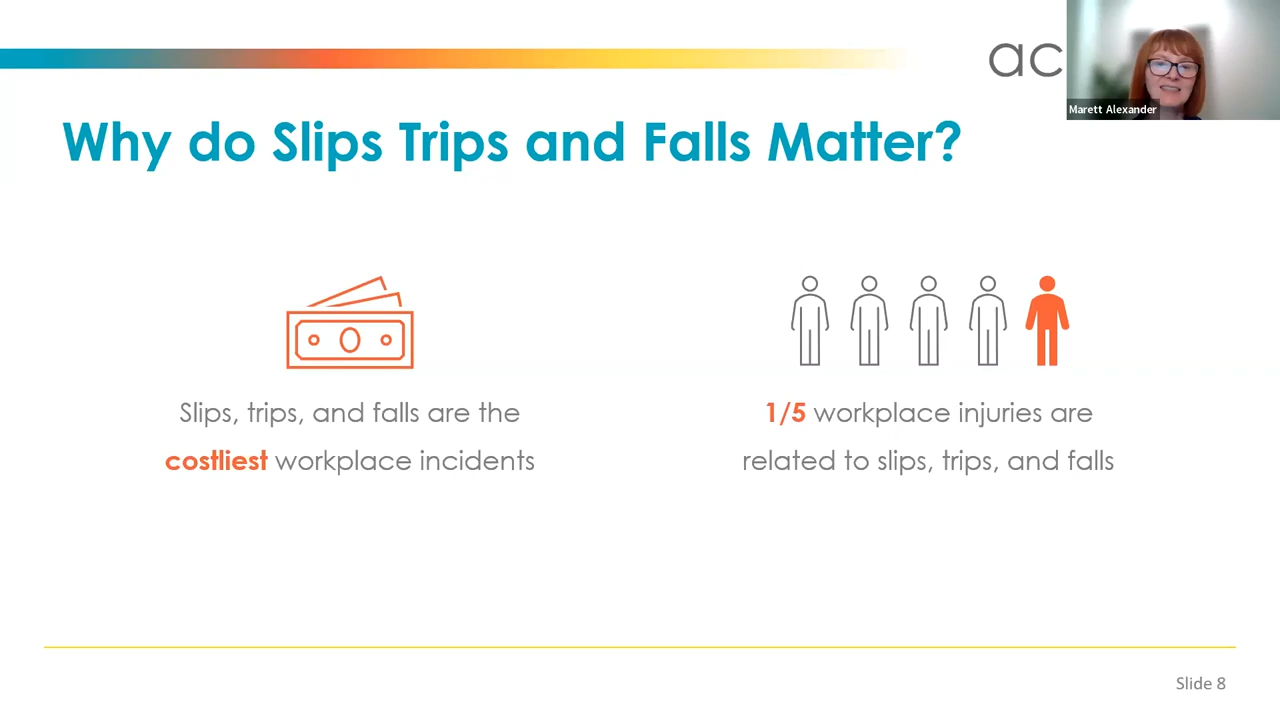 ac
Marett Alexander
Why do Slips Trips and Falls Matter?
Slips, trips, and falls are the
costliest workplace incidents
1/5 workplace injuries are
related to slips, trips, and falls
Slide 8